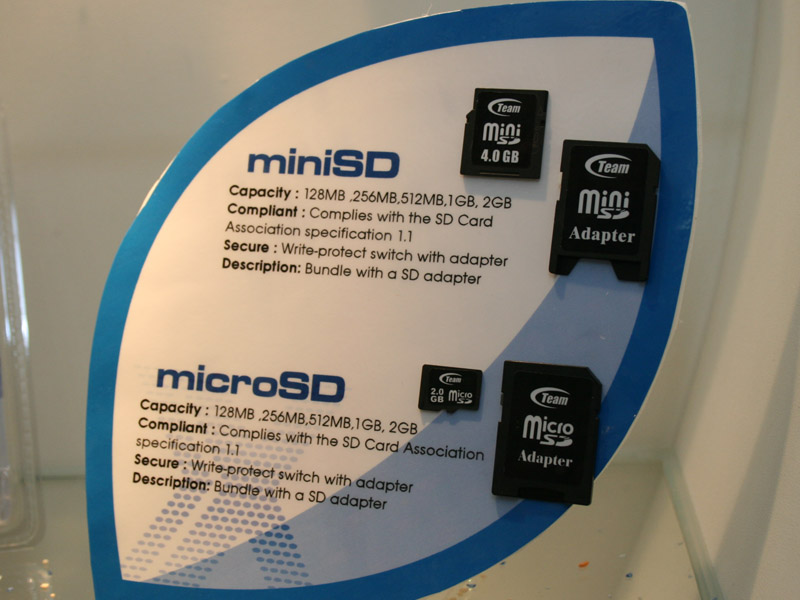 miniSD
Capacity : 128MB ,256MB,512MB,1GB, 2GB
Compliant : Complies with the SD Card
Association specification 1.1
Secure : Write-protect switch with adapter
Description: Bundle with a SD adapter
Team
mini
SD
4.0 GB
Team
Mini
SD
Adapter
microSD
Capacity : 128MB ,256MB,512MB,1GB, 2GB
Compliant : Complies with the SD Card Association
specification 1.1
Secure : Write-protect switch with adapter
Description: Bundle with a SD adapter
Team
2.0
GB
Micro
SD
Team
Micro
SD
Adapter